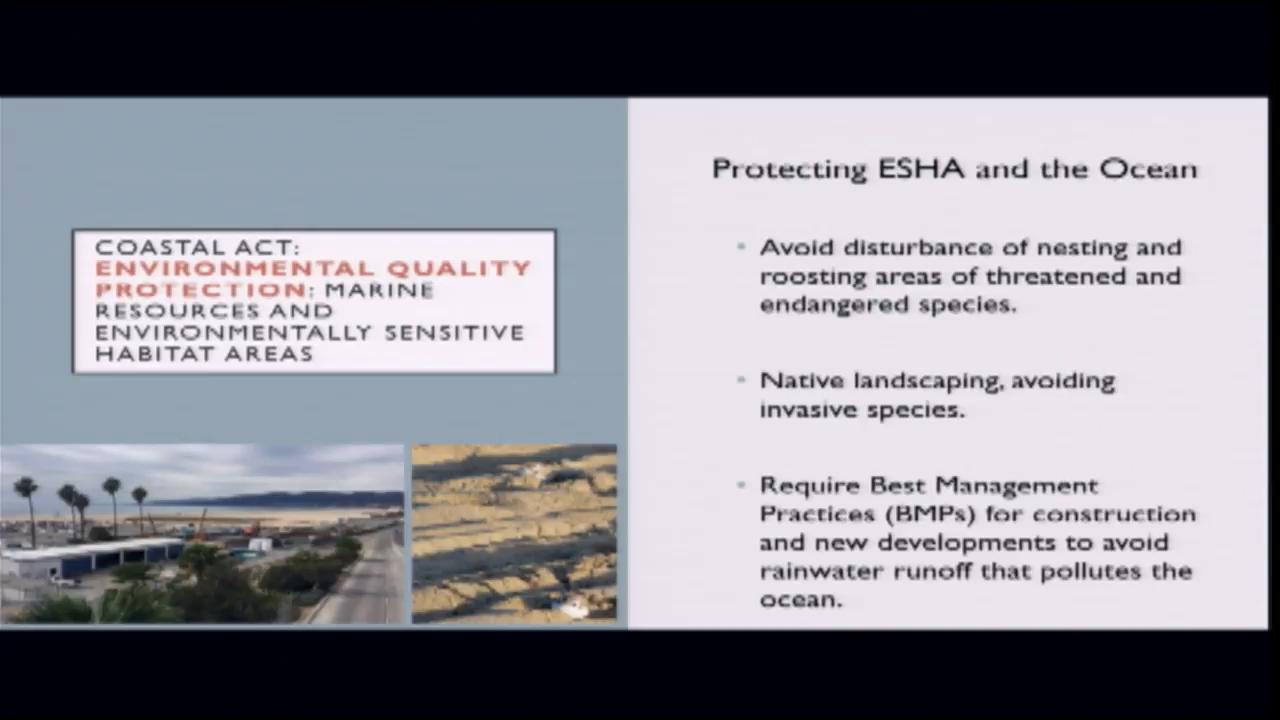 COASTAL ACT:
ENVIRONMENTAL QUALITY
PROTECTION: MARINE
RESOURCES AND
ENVIRONMENTALLY SENSITIVE
HABITAT AREAS
Protecting ESHA and the Ocean
• Avoid disturbance of nesting and
roosting areas of threatened and
endangered species.
• Native landscaping, avoiding
invasive species.
• Require Best Management
Practices (BMPs) for construction
and new developments to avoid
rainwater runoff that pollutes the
ocean.